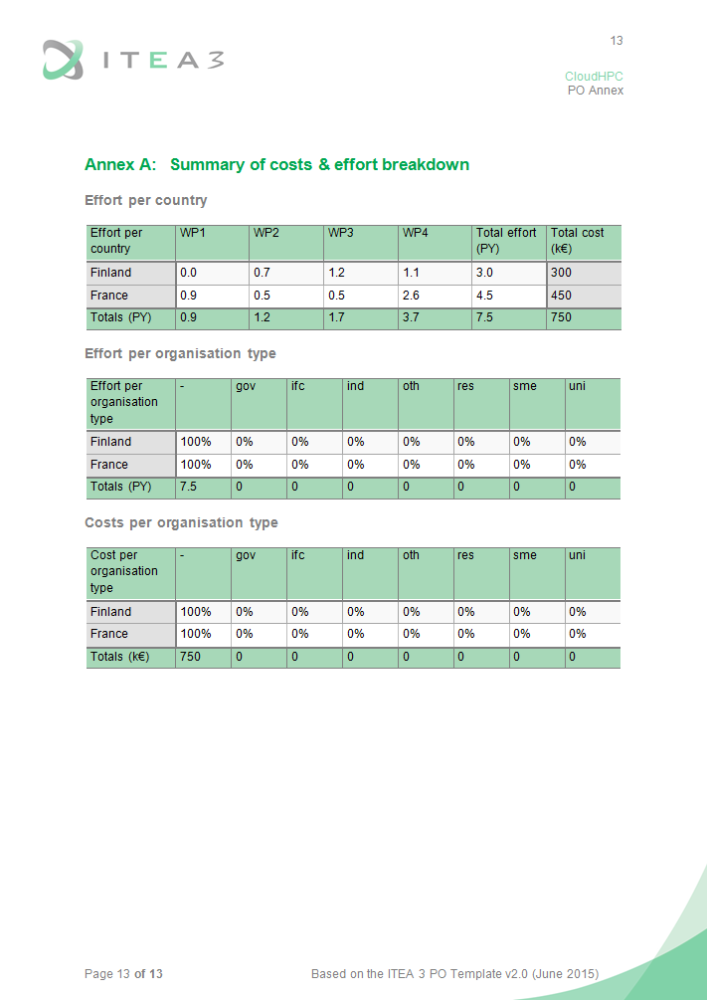 13
ITEA3
CloudHPC
PO Annex
Annex A: Summary of costs & effort breakdown
Effort per country
Effort per country WP1 WP2 WP3 WP4 Total effort (PY) Total cost (k€)
Finland 0.0 0.7 1.2 1.1 3.0 300
France 0.9 0.5 0.5 2.6 4.5 450
Totals (PY) 0.9 1.2 1.7 3.7 7.5 750
Effort per organisation type
Effort per organisation type - gov ifc ind oth res sme uni
Finland 100% 0% 0% 0% 0% 0% 0% 0%
France 100% 0% 0% 0% 0% 0% 0% 0%
Totals (PY) 7.5 0 0 0 0 0 0 0
Costs per organisation type
Cost per organisation type - gov ifc ind oth res sme uni
Finland 100% 0% 0% 0% 0% 0% 0% 0%
France 100% 0% 0% 0% 0% 0% 0% 0%
Totals (k€) 750 0 0 0 0 0 0 0
Page 13 of 13 Based on the ITEA 3 PO Template v2.0 (June 2015)